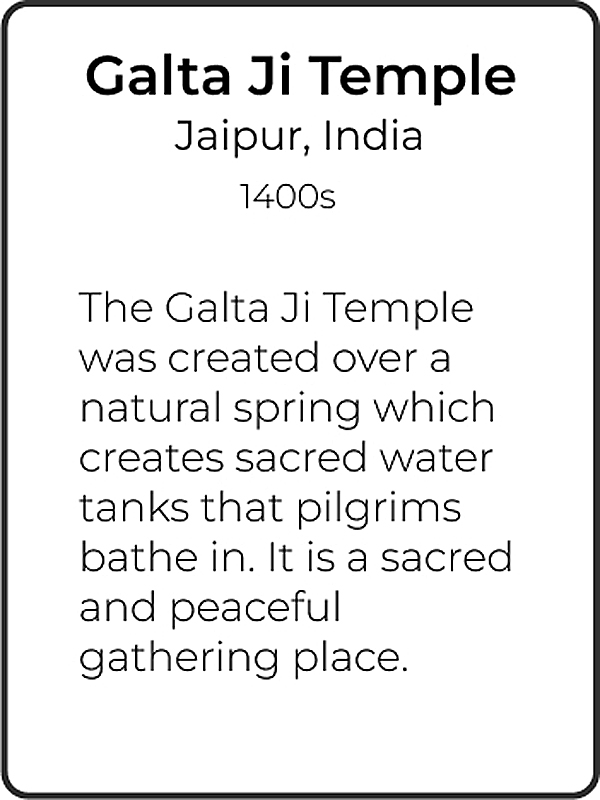 Galta Ji Temple
Jaipur, India
1400s
The Galta Ji Temple
was created over a
natural spring which
creates sacred water
tanks that pilgrims
bathe in. It is a sacred
and peaceful
gathering place.